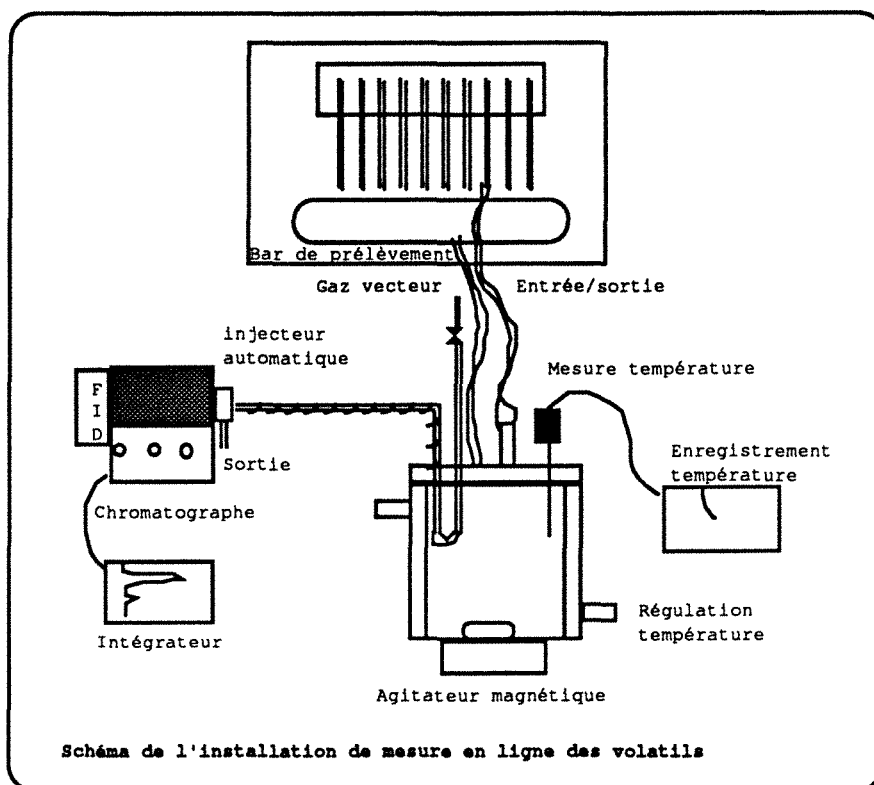 Bar de prélèvement
Gaz vecteur
Entrée/sortie
injecteur
automatique
Mesure température
F
I
D
Sortie
Enregistrement
température
Chromatographe
Intégrateur
Régulation
température
Agitateur magnétique
Schéma de l'installation de mesure en ligne des volatils